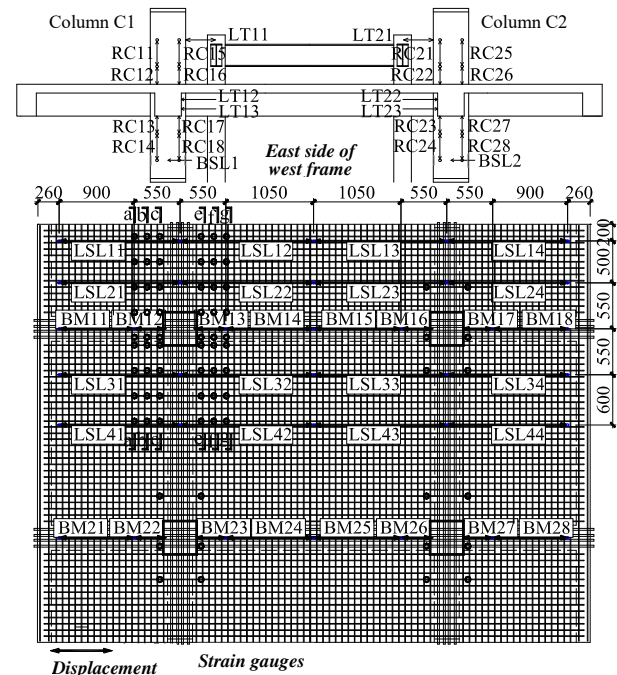 Column C1
Column C2
LT11
LT21
RC11
RC15
RC21
RC25
RC12
RC16
RC22
RC26
LT12
LT22
LT13
LT23
RC13
RC17
RC23
RC27
RC14
RC18
RC24
RC28
BSL1
BSL2
East side of
west frame
260 900 550 550 1050 1050 550 550 900 260
a b c
e f g
200
LSL11
LSL12
LSL13
LSL14
500
LSL21
LSL22
LSL23
LSL24
550
BM11
BM14
BM15
BM16
BM17
BM18
550
LSL31
LSL32
LSL33
LSL34
600
LSL41
LSL42
LSL43
LSL44
BM21
BM22
BM23
BM24
BM25
BM26
BM27
BM28
Displacement
Strain gauges